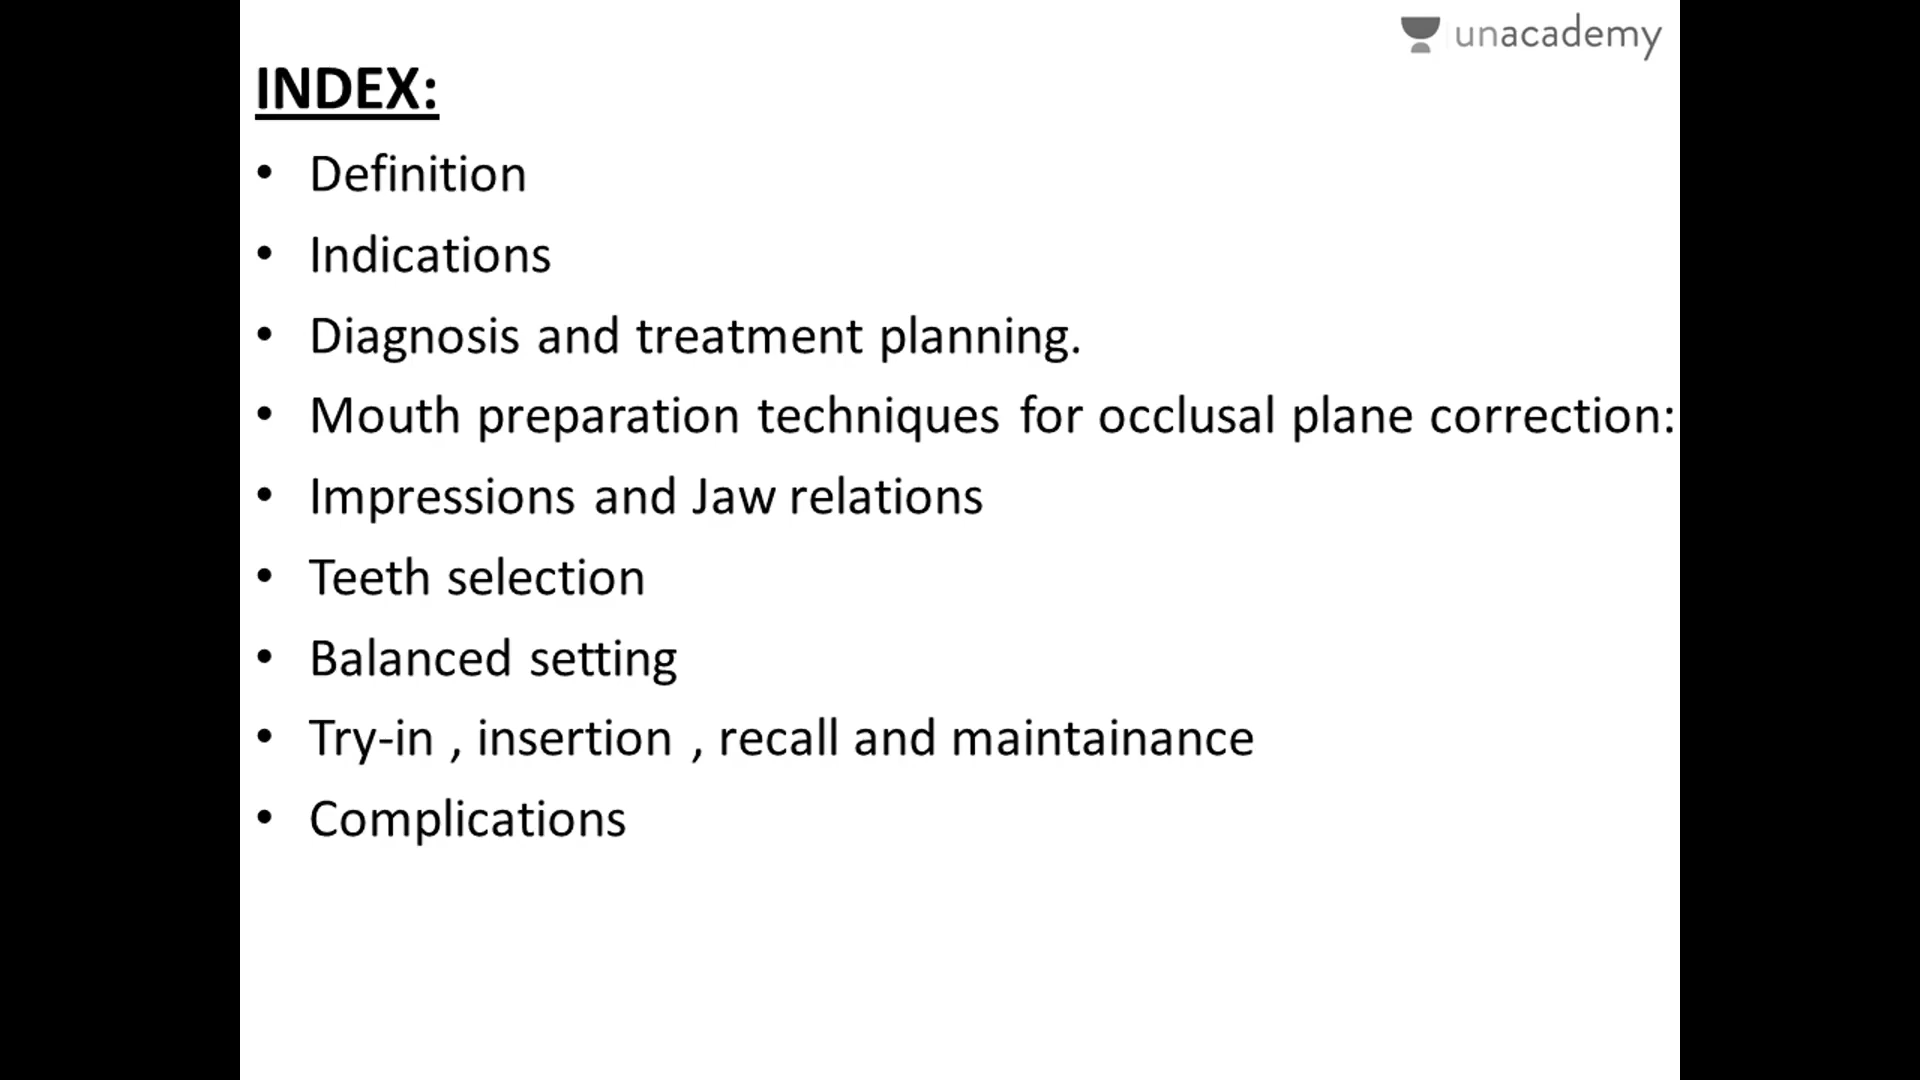 unacademy
INDEX:
• Definition
• Indications
• Diagnosis and treatment planning.
• Mouth preparation techniques for occlusal plane correction:
• Impressions and Jaw relations
• Teeth selection
• Balanced setting
• Try-in , insertion , recall and maintainance
• Complications